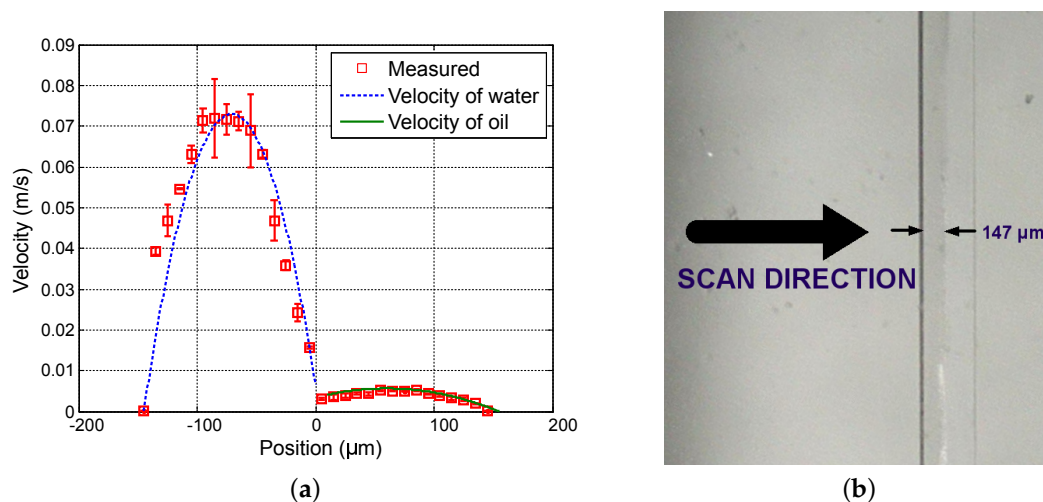 0.09
0.08
0.07
0.06
0.05
0.04
0.03
0.02
0.01
0
Velocity (m/s)
Measured
Velocity of water
Velocity of oil
-200
-100
0
100
200
Position (µm)
(a)
147 µm
SCAN DIRECTION
(b)